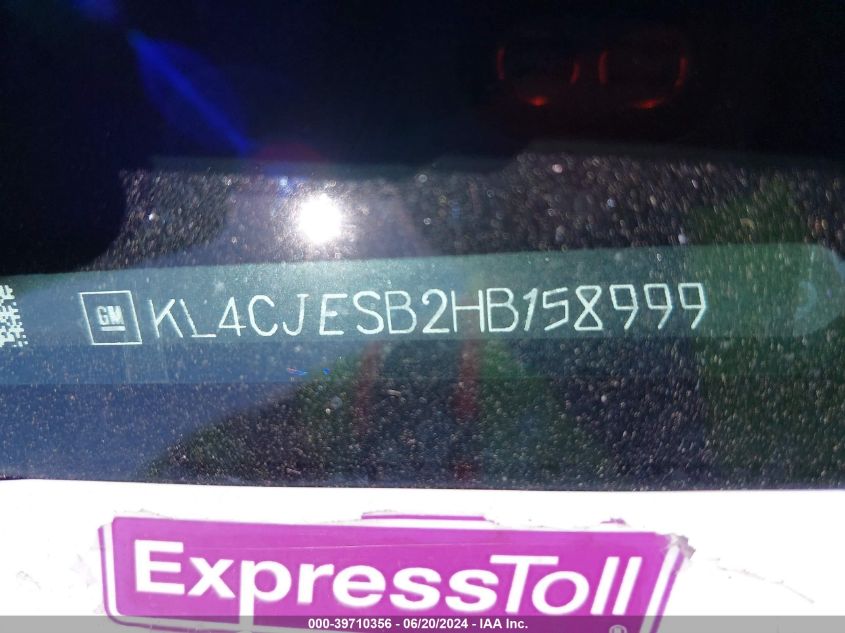 GM KL4CJESB2HB158999
ExpressToll
®
000-39710356 - 06/20/2024 - IAA Inc.